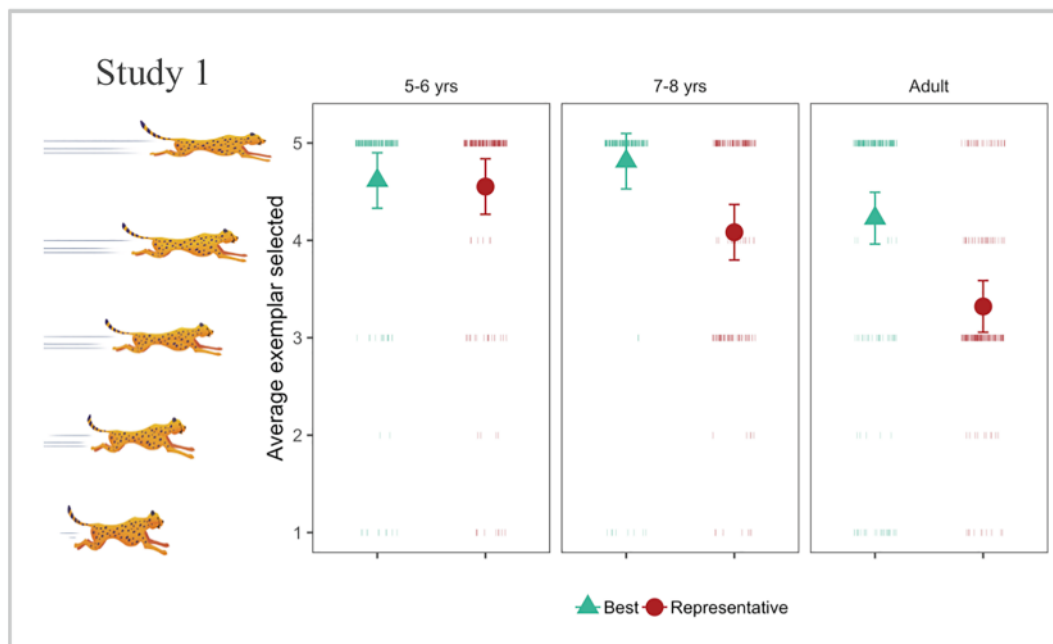 Study 1
5-6 yrs
7-8 yrs
Adult
Average exemplar selected
5
4
3
2
1
Best
Representative